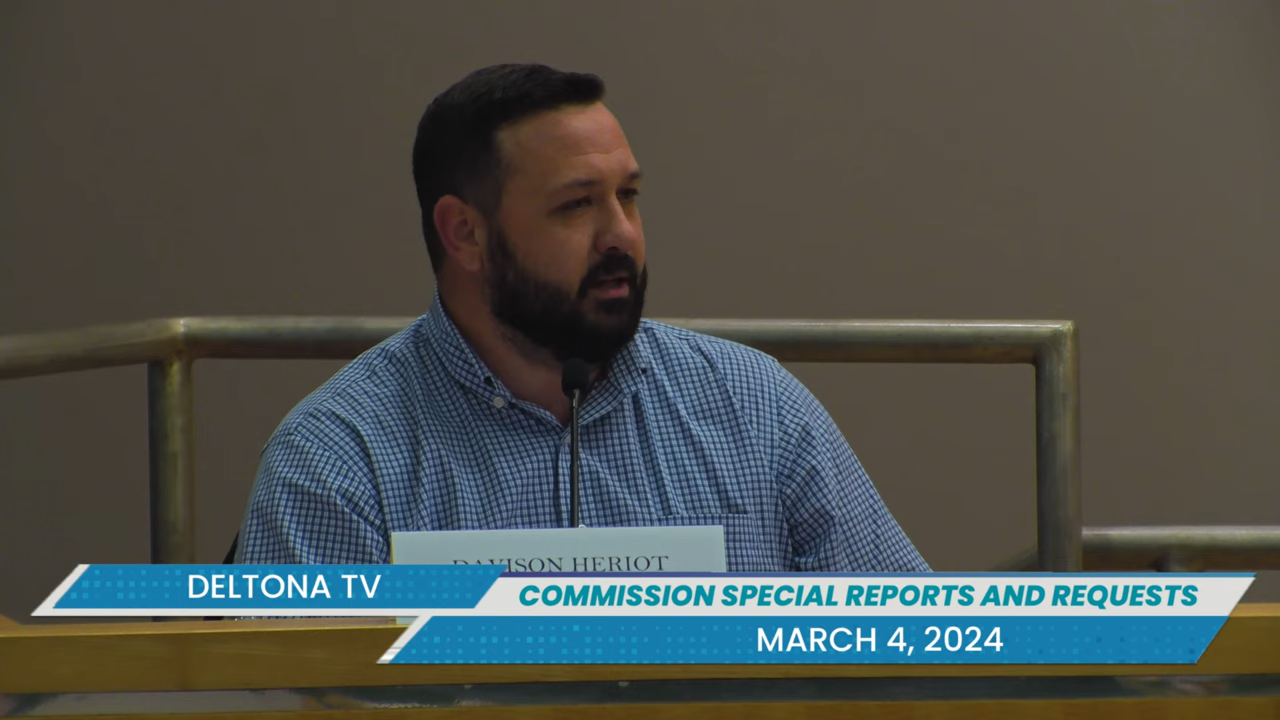 DAVISON HERIOT
DELTONA TV
COMMISSION SPECIAL REPORTS AND REQUESTS
MARCH 4, 2024